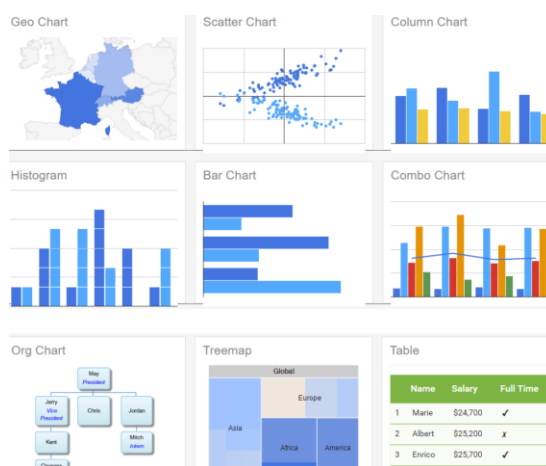 Geo Chart
Scatter Chart
Column Chart
Histogram
Bar Chart
Combo Chart
Org Chart
May
President
Jerry
Vice
President
Chris
Jordan
Kent
Mitch
Intern
Treemap
Global
Europe
Asia
Africa
America
Table
Name Salary Full Time
1 Marie $24,700 ✓
2 Albert $25,200 ✗
3 Enrico $25,700 ✓